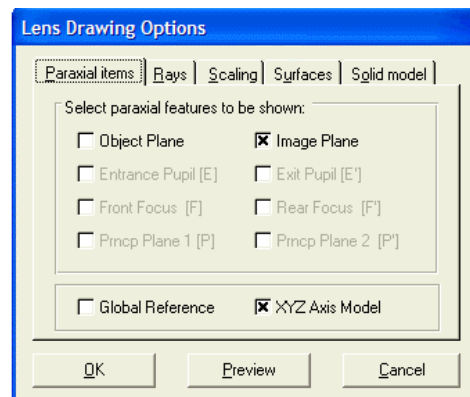 Lens Drawing Options
Paraxial items Rays Scaling Surfaces Solid model
Select paraxial features to be shown:
Object Plane Image Plane
Entrance Pupil [E] Exit Pupil [E']
Front Focus [F] Rear Focus [F']
Prncp Plane 1 [P] Prncp Plane 2 [P']
Global Reference XYZ Axis Model
OK Preview Cancel